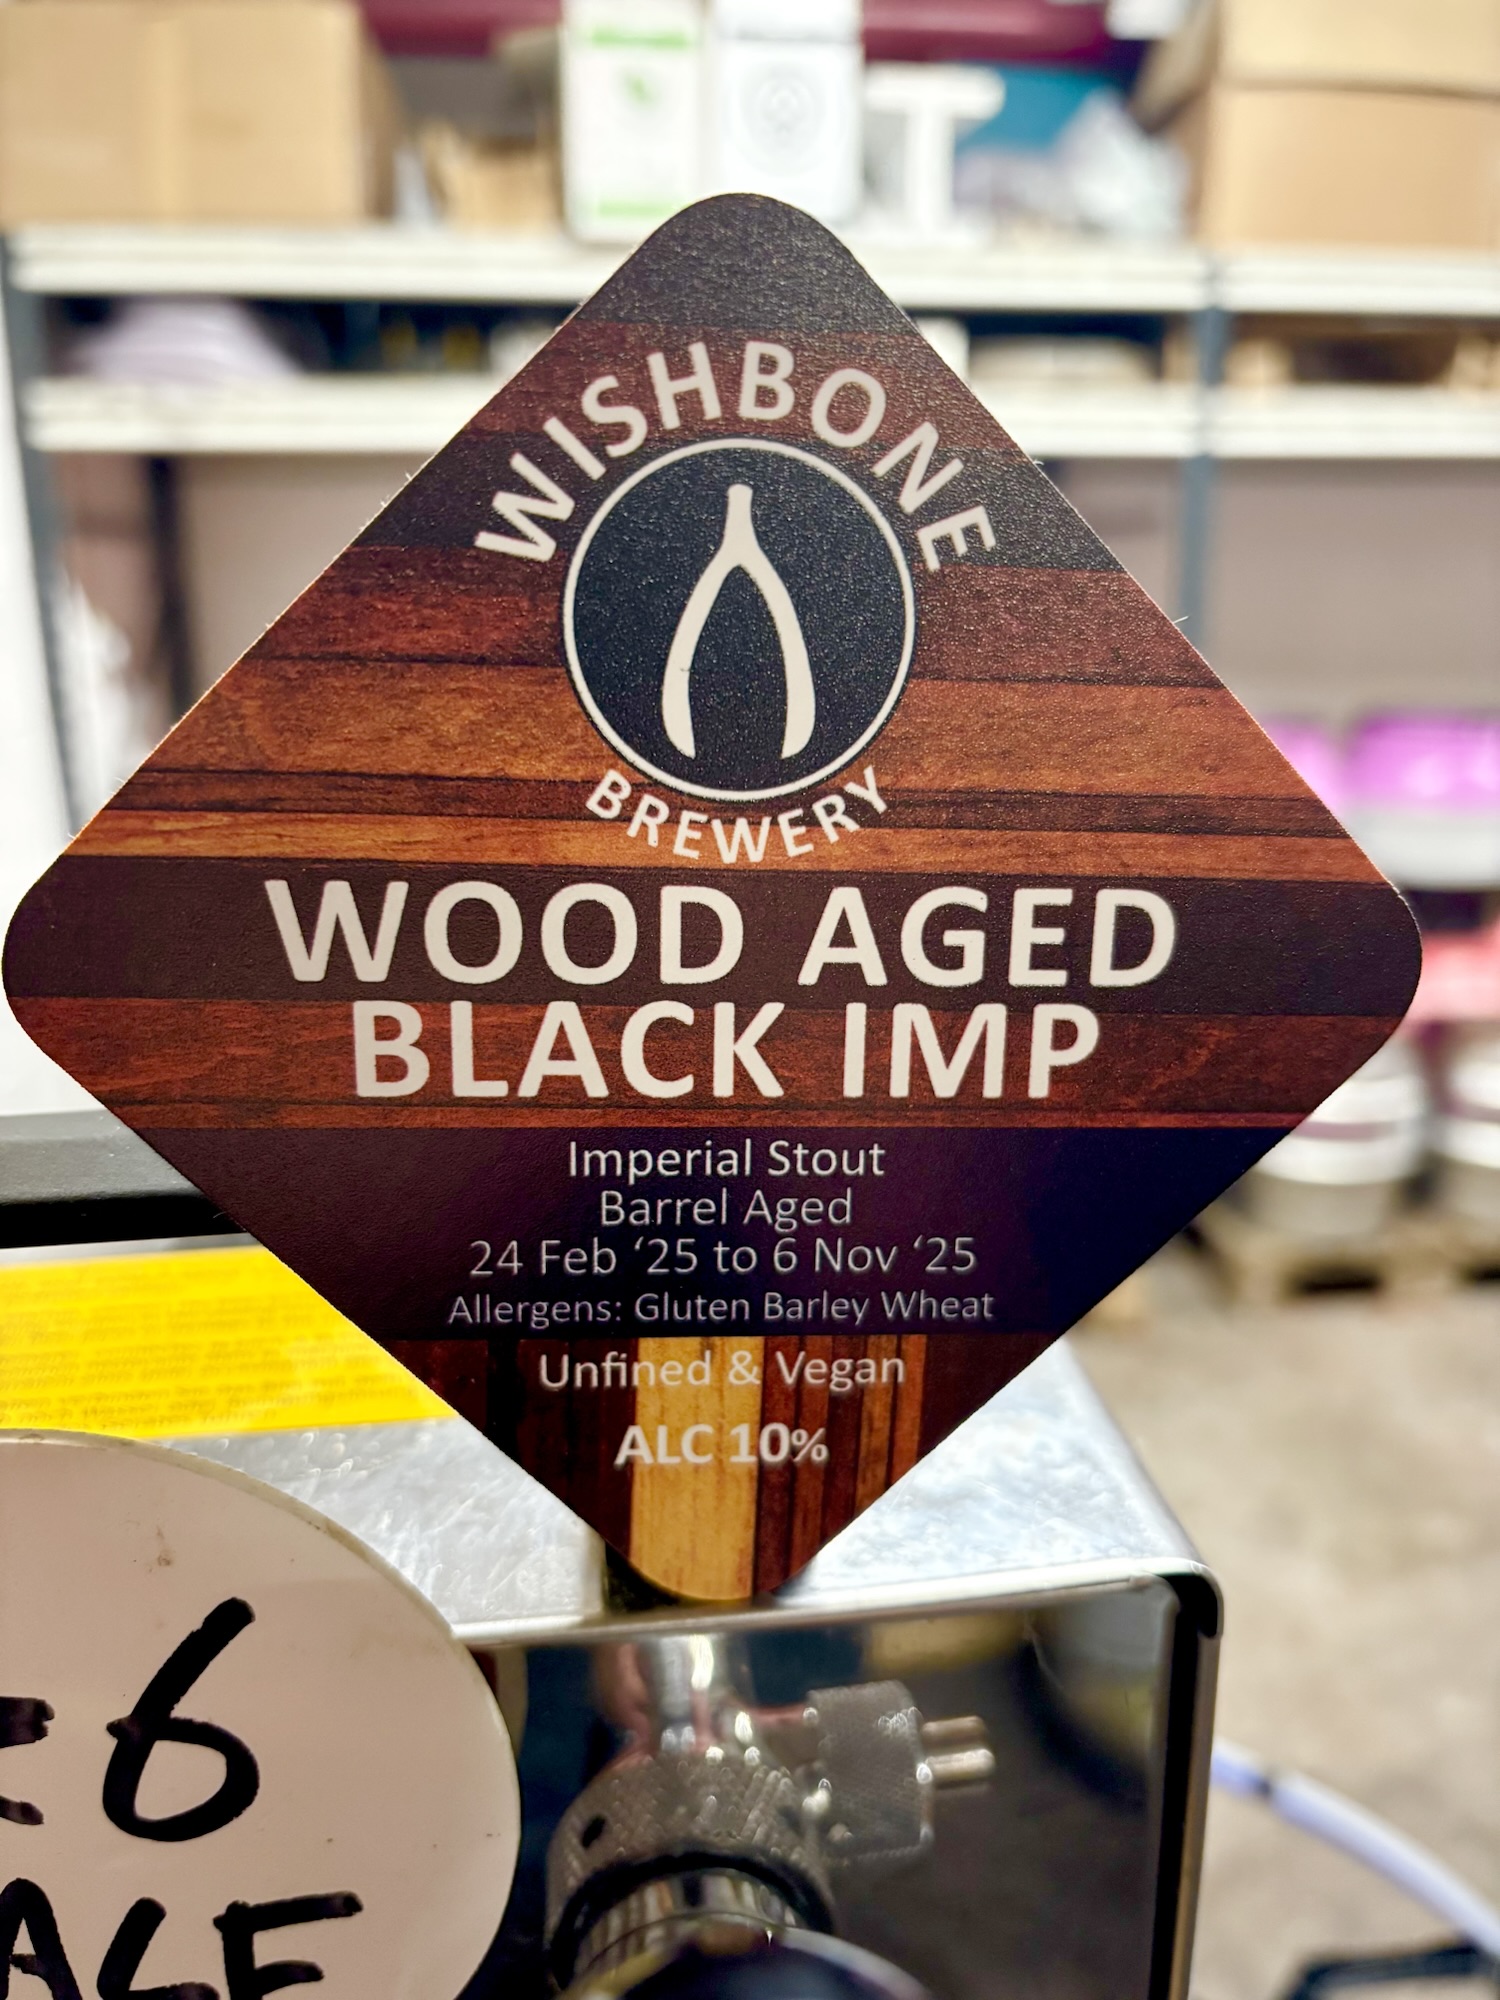 WISHBONE
BREWERY
WOOD AGED
BLACK IMP
Imperial Stout
Barrel Aged
24 Feb ‘25 to 6 Nov ‘25
Allergens: Gluten Barley Wheat
Unfined & Vegan
ALC 10%
6